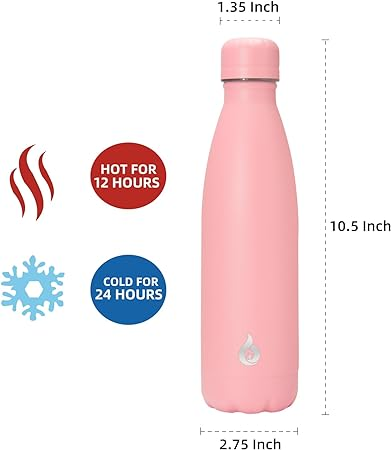 1.35 Inch
HOT FOR
12 HOURS
10.5 Inch
COLD FOR
24 HOURS
2.75 Inch